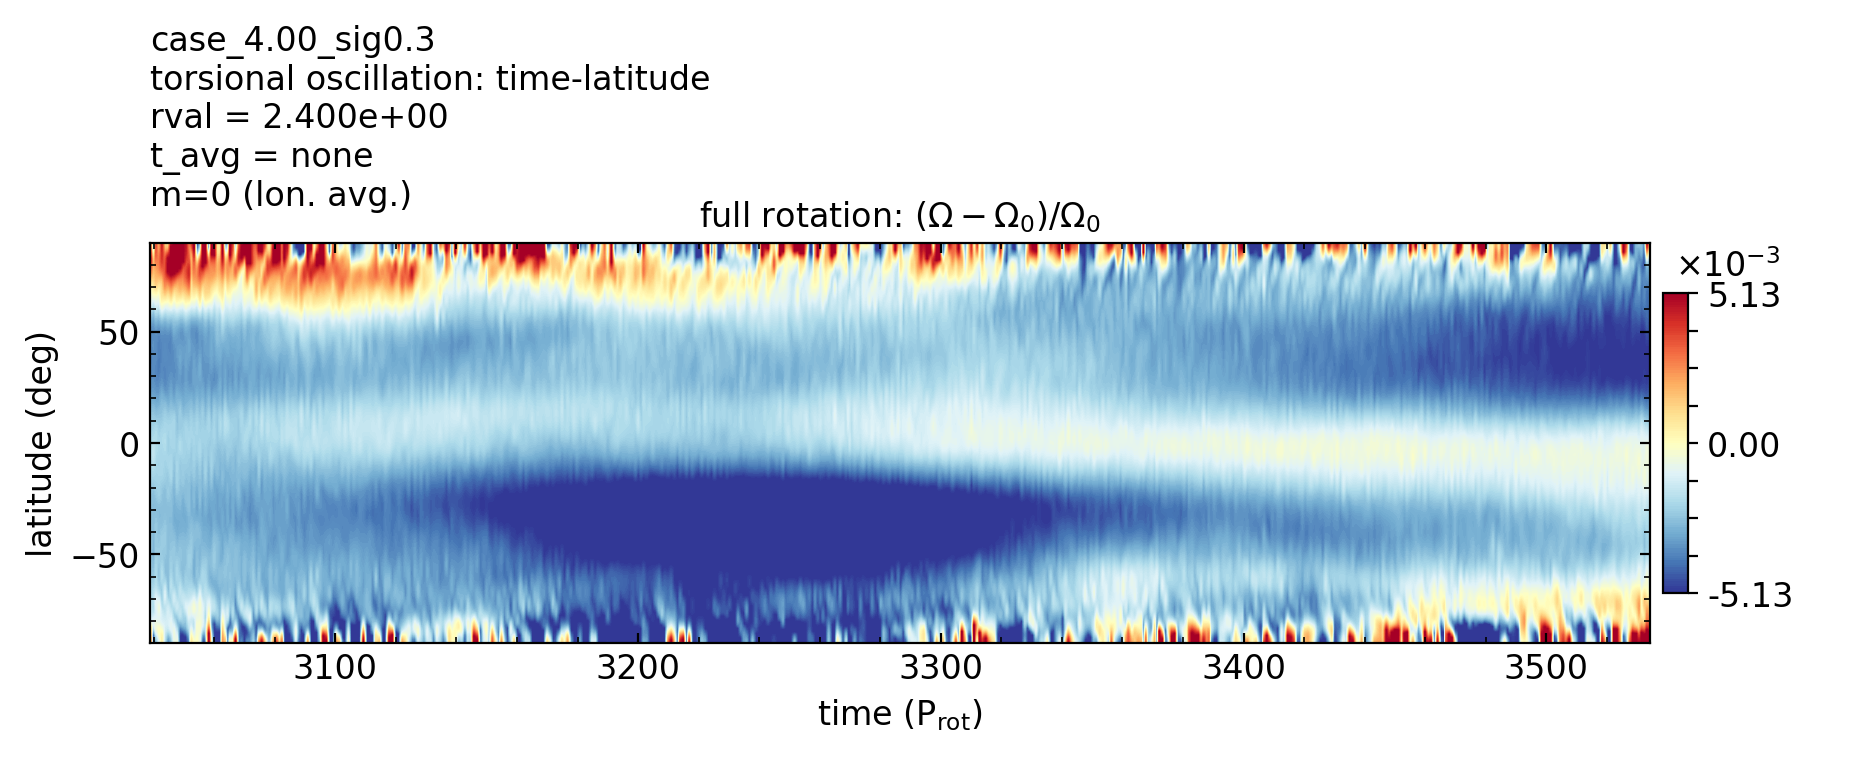 case_4.00_sig0.3
torsional oscillation: time-latitude
rval = 2.400e+00
t_avg = none
m=0 (lon. avg.)
full rotation: (Ω − Ω₀)/Ω₀
×10⁻³
5.13
0.00
-5.13
latitude (deg)
50
0
−50
3100 3200 3300 3400 3500
time (P_rot)